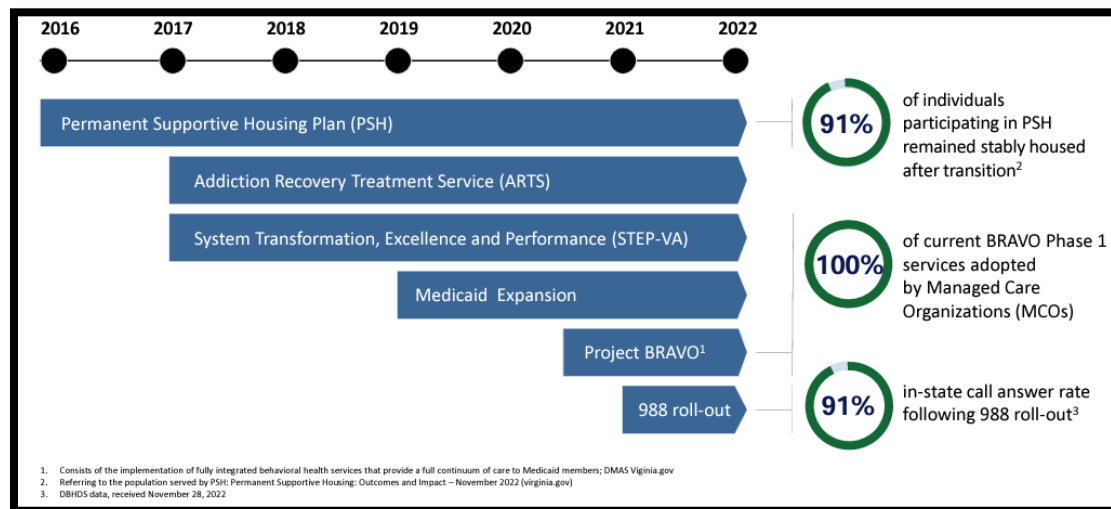 2016 2017 2018 2019 2020 2021 2022
Permanent Supportive Housing Plan (PSH)
91%
of individuals
participating in PSH
remained stably housed
after transition2
Addiction Recovery Treatment Service (ARTS)
System Transformation, Excellence and Performance (STEP-VA)
100%
of current BRAVO Phase 1
services adopted
by Managed Care
Organizations (MCOs)
Medicaid Expansion
Project BRAVO1
988 roll-out
91%
in-state call answer rate
following 988 roll-out3
1. Consists of the implementation of fully integrated behavioral health services that provide a full continuum of care to Medicaid members; DMAS Viginia.gov
2. Referring to the population served by PSH: Permanent Supportive Housing: Outcomes and Impact – November 2022 (virginia.gov)
3. DBHDS data, received November 28, 2022